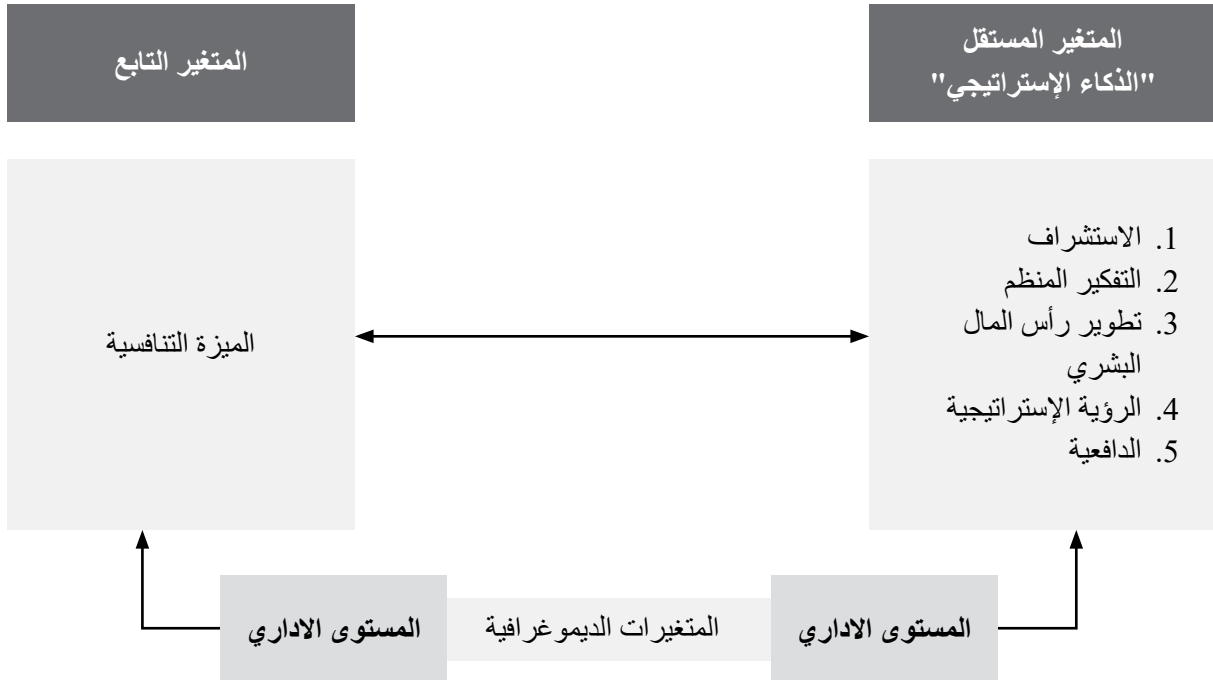 المتغير المستقل
"الذكاء الإستراتيجي"
المتغير التابع
1. الاستشراف
2. التفكير المنظم
3. تطوير رأس المال
البشري
4. الرؤية الإستراتيجية
5. الدافعية
الميزة التنافسية
المستوى الاداري
المتغيرات الديموغرافية
المستوى الاداري